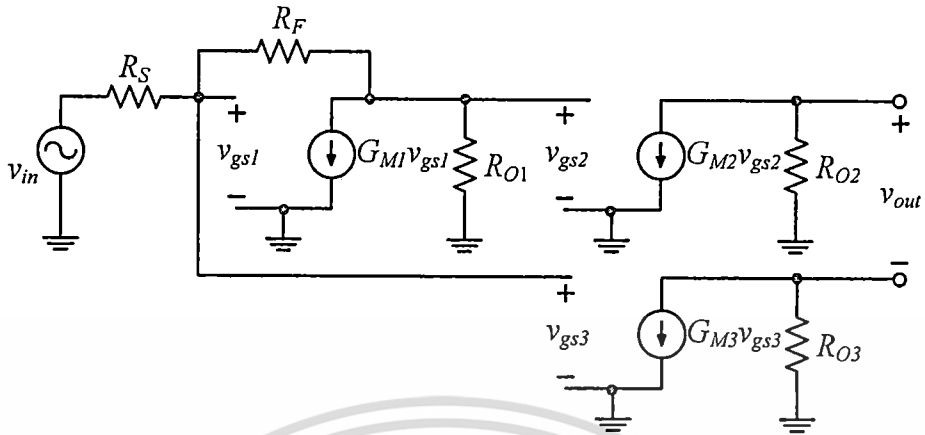 R_F
R_S
+
+
+
v_in
v_gs1
G_M1v_gs1
R_O1
v_gs2
G_M2v_gs2
R_O2
v_out
−
−
−
+
v_gs3
G_M3v_gs3
R_O3
−